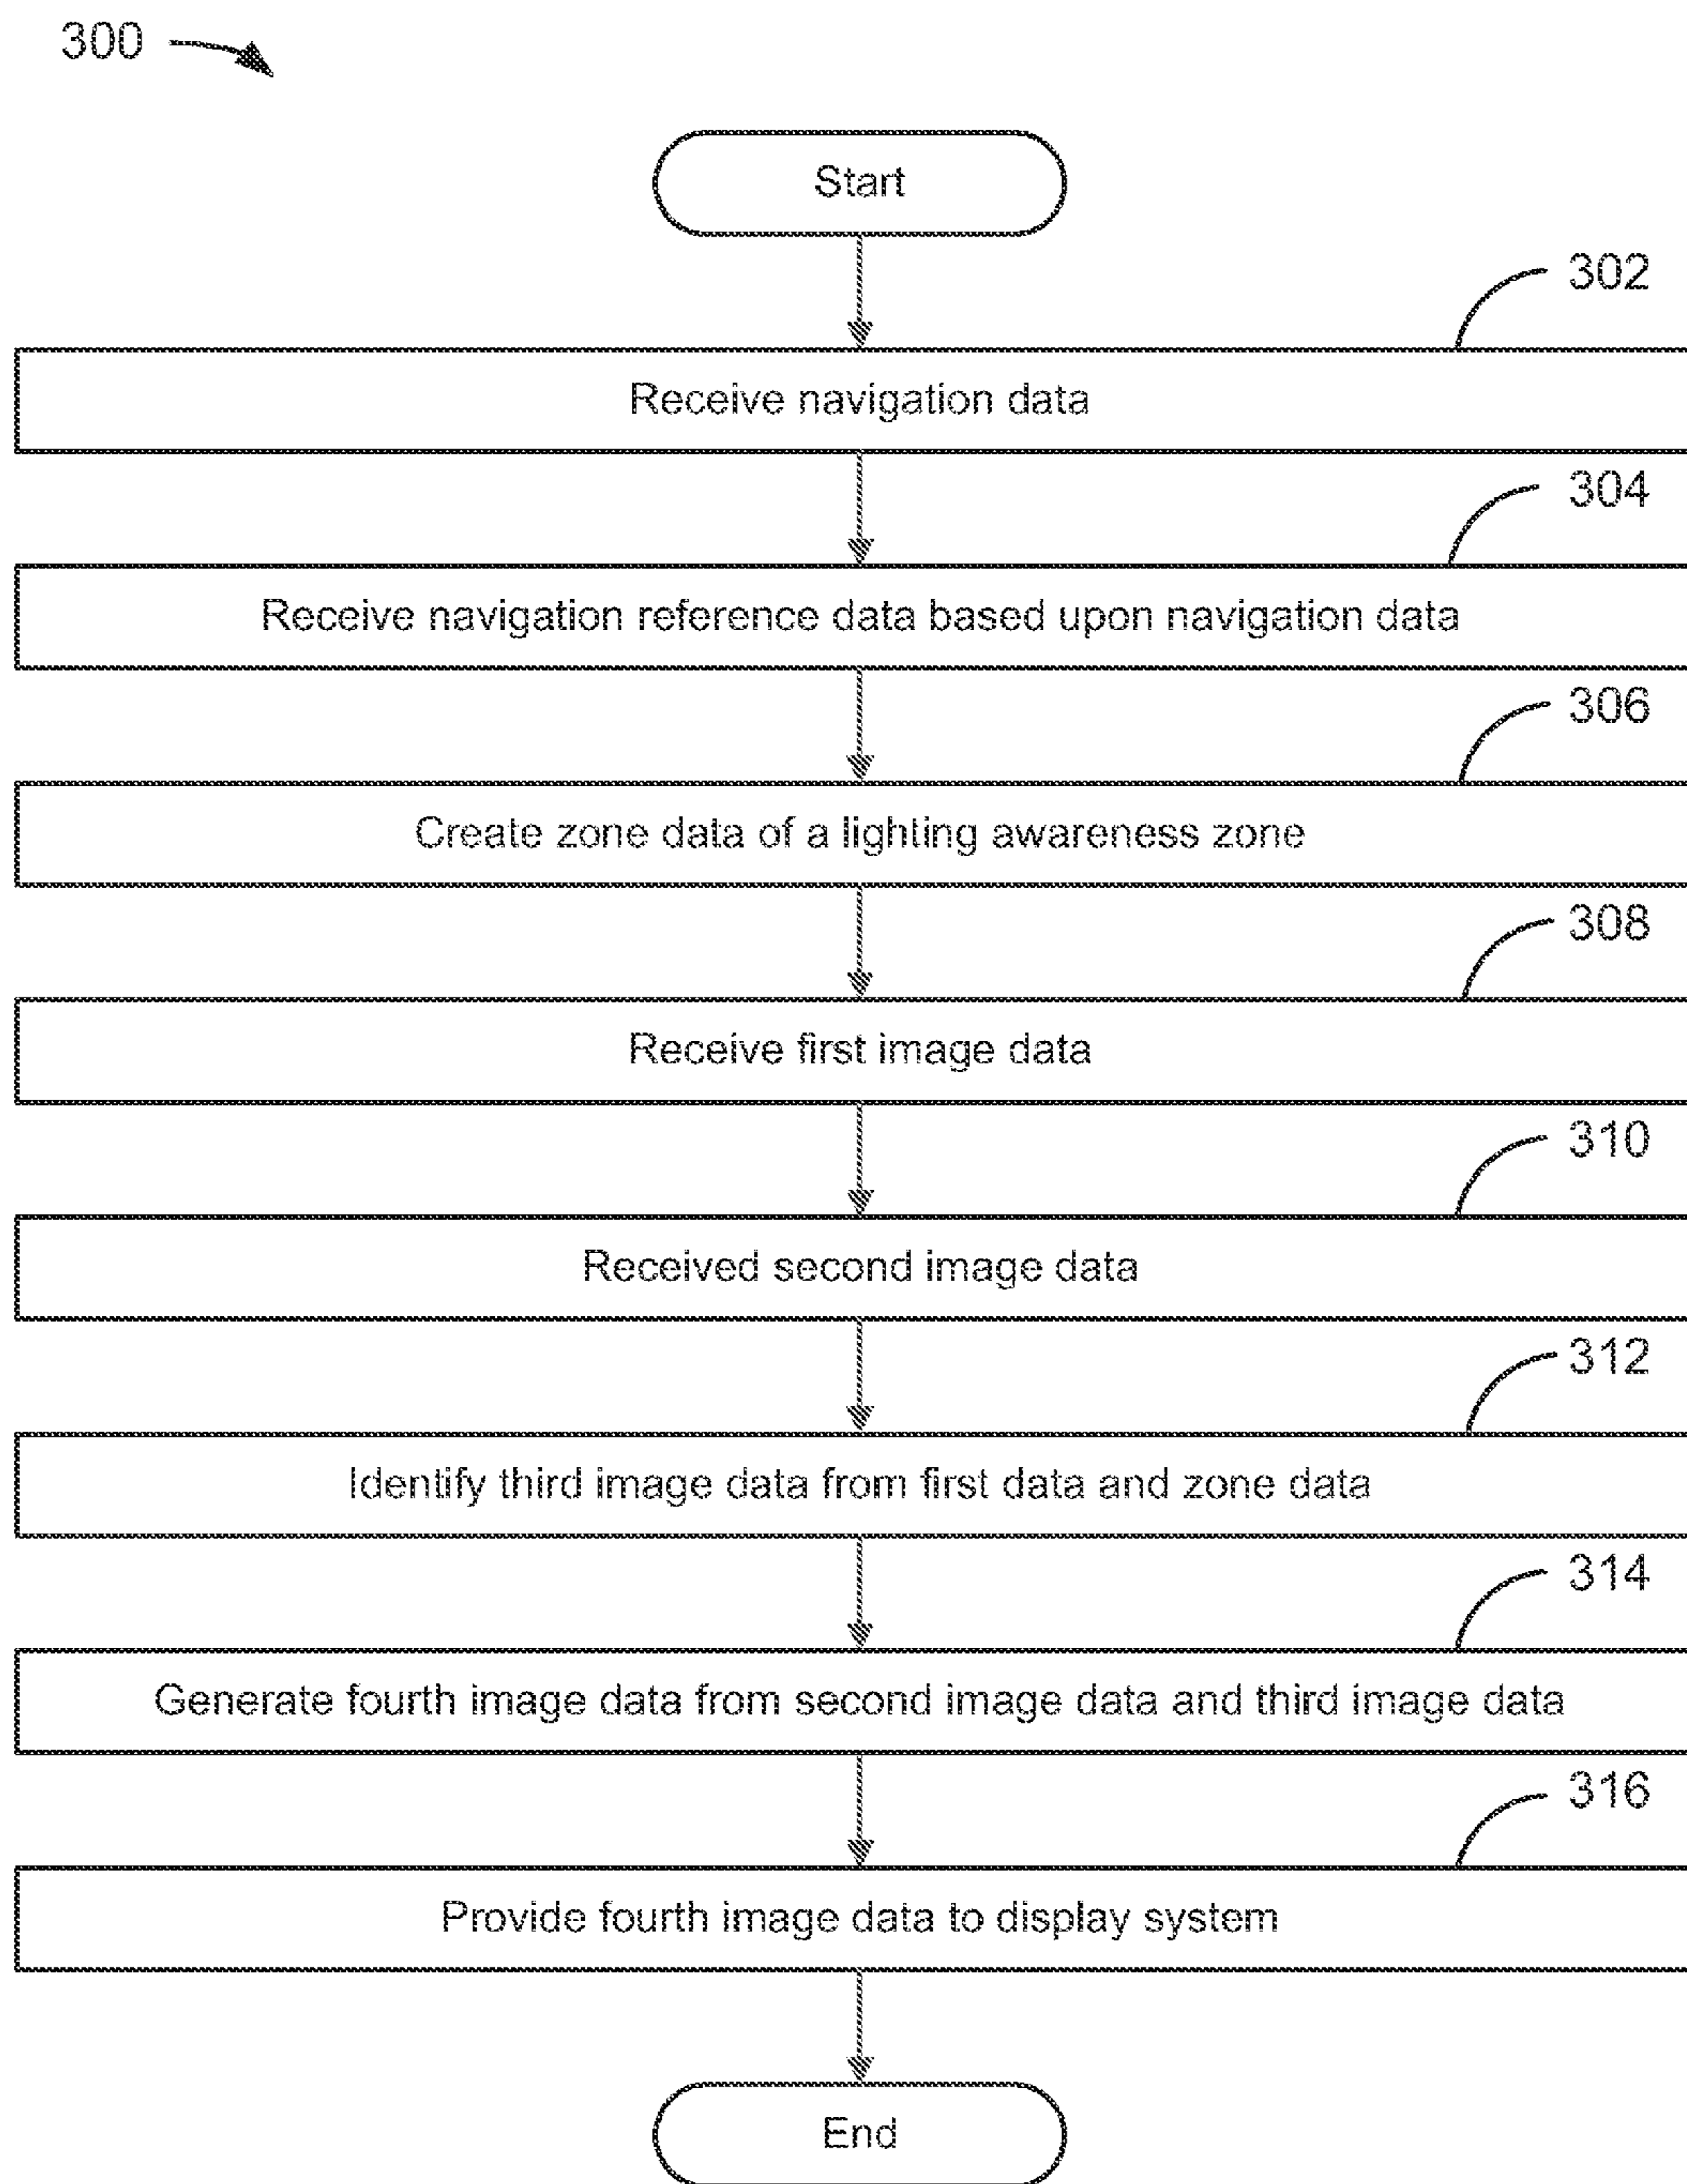 300
Start
302
Receive navigation data
304
Receive navigation reference data based upon navigation data
306
Create zone data of a lighting awareness zone
308
Receive first image data
310
Received second image data
312
Identify third image data from first data and zone data
314
Generate fourth image data from second image data and third image data
316
Provide fourth image data to display system
End